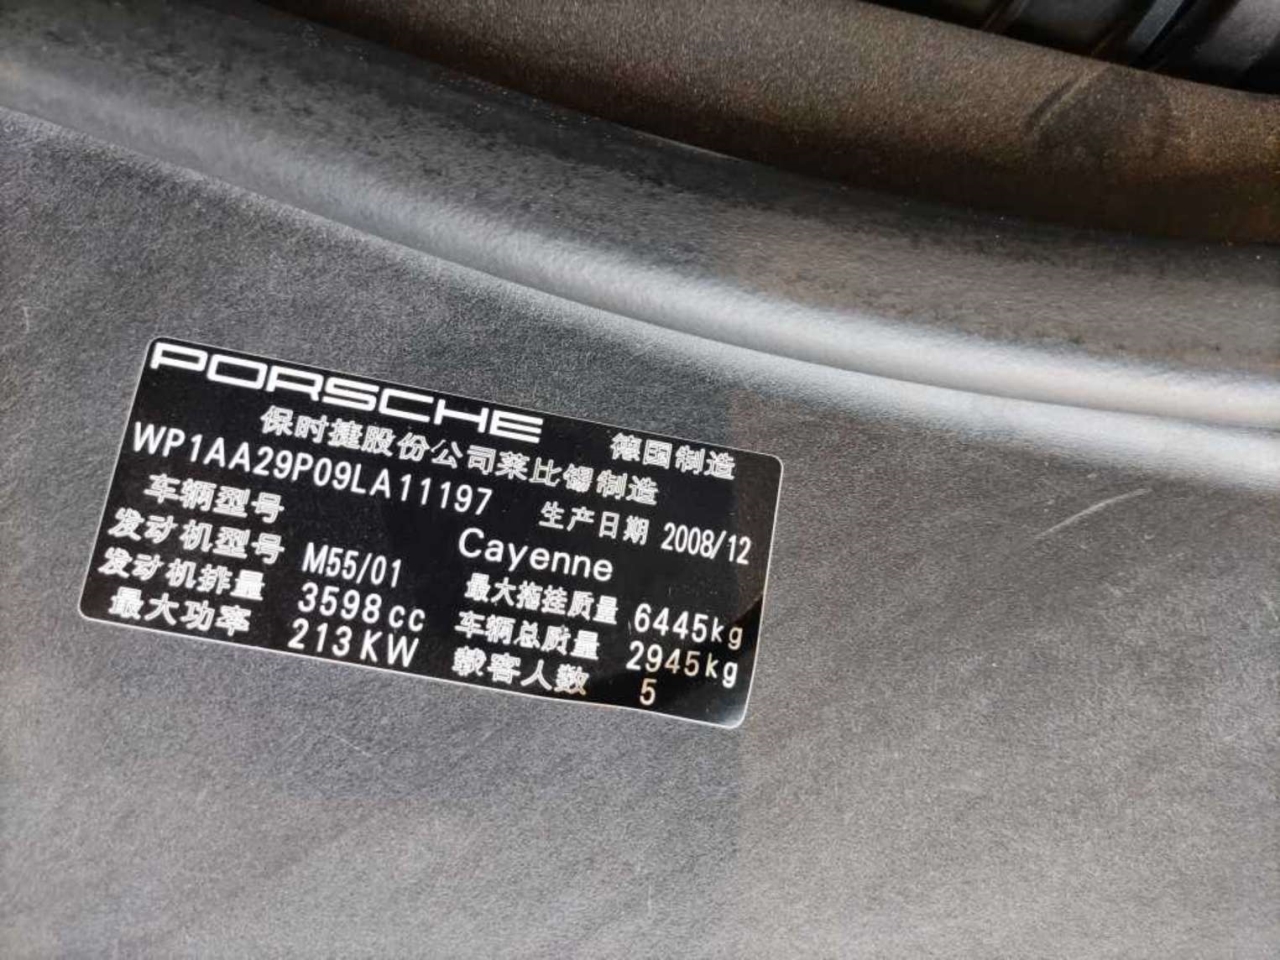 PORSCHE
德国制造
保时捷股份公司莱比锡制造
WP1AA29P09LA11197
生产日期 2008/12
车辆型号 Cayenne
发动机型号 M55/01
最大拖挂质量 6445kg
发动机排量 3598cc
车辆总质量 2945kg
最大功率 213KW
载客人数 5